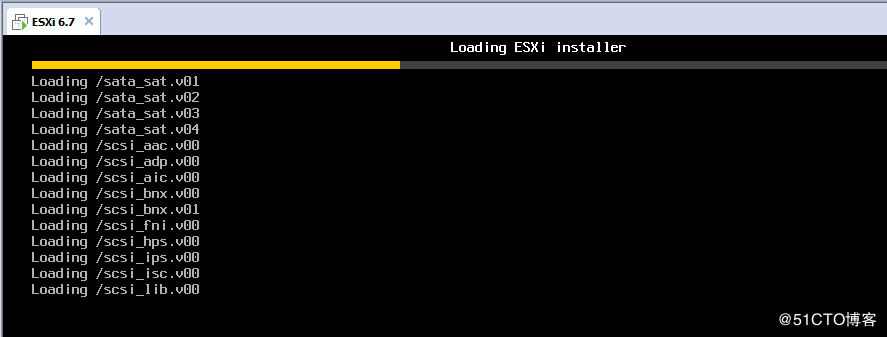 ESXi 6.7
Loading ESXi installer
Loading /sata_sat.v01
Loading /sata_sat.v02
Loading /sata_sat.v03
Loading /sata_sat.v04
Loading /scsi_aac.v00
Loading /scsi_adp.v00
Loading /scsi_aic.v00
Loading /scsi_bnx.v00
Loading /scsi_bnx.v01
Loading /scsi_fni.v00
Loading /scsi_hps.v00
Loading /scsi_ips.v00
Loading /scsi_isc.v00
Loading /scsi_lib.v00
@51CTO博客